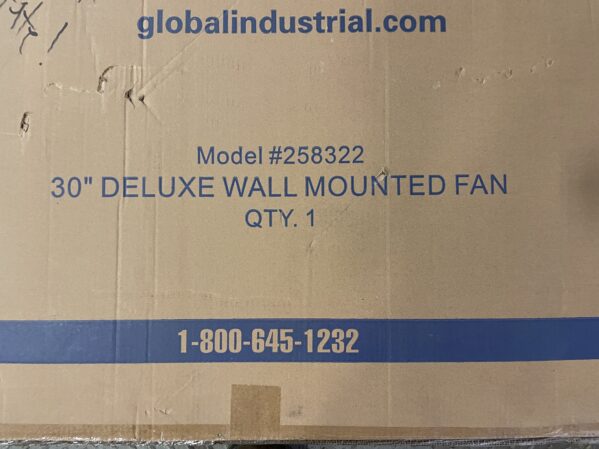 globalindustrial.com
Model #258322
30" DELUXE WALL MOUNTED FAN
QTY. 1
1-800-645-1232